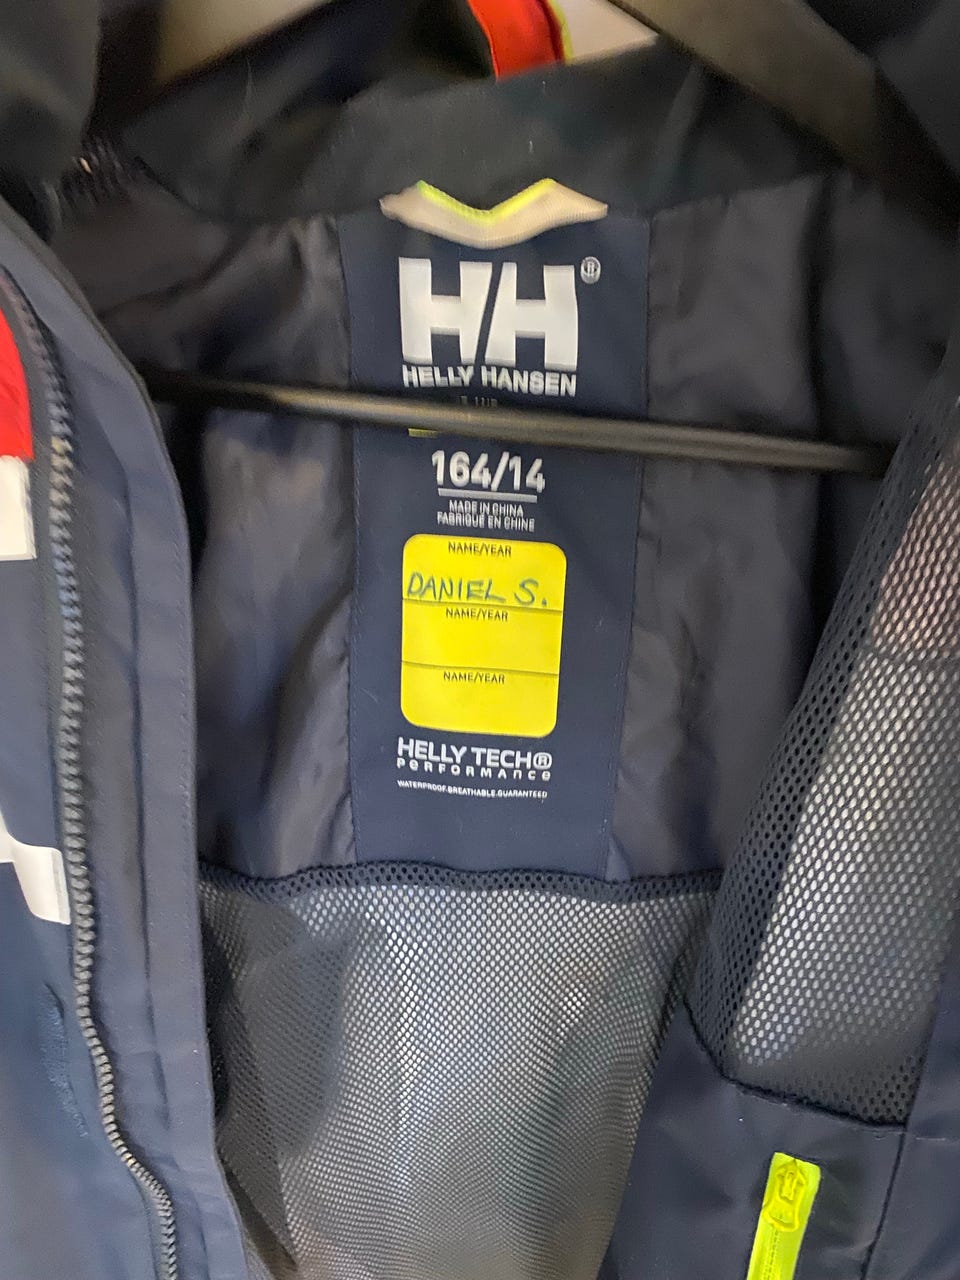 HH®
HELLY HANSEN
164/14
MADE IN CHINA
FABRIQUÉ EN CHINE
NAME/YEAR
DANIEL S.
NAME/YEAR
NAME/YEAR
HELLY TECH®
PERFORMANCE
WATERPROOF.BREATHABLE.GUARANTEED